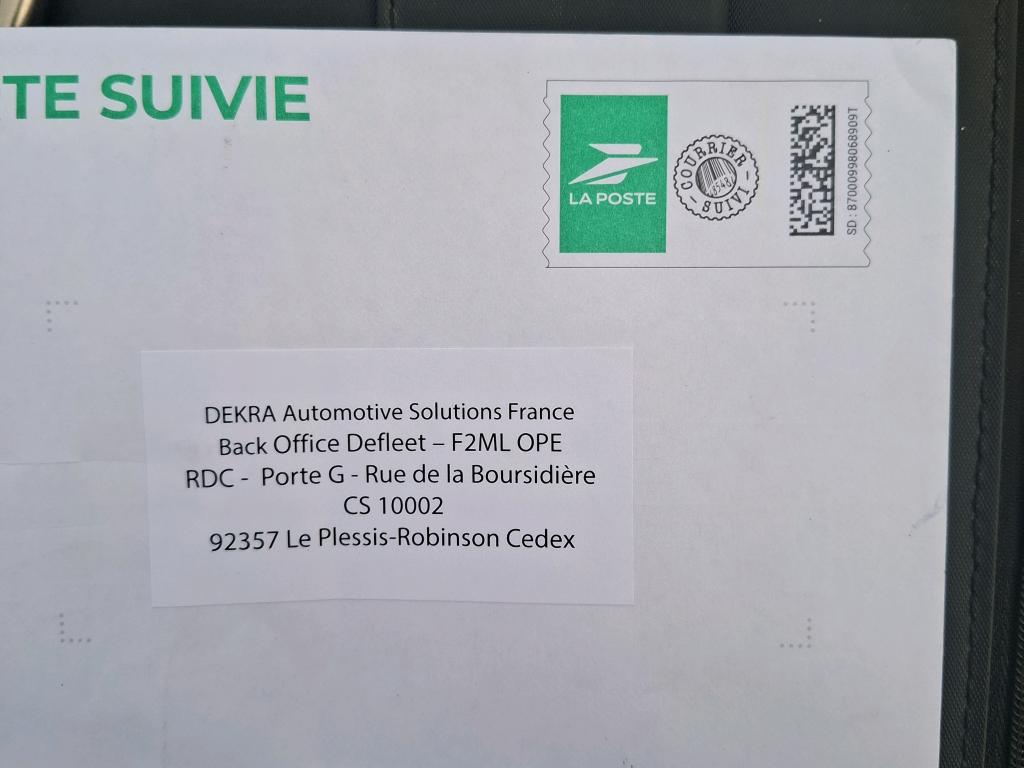 TE SUIVIE
LA POSTE
COURRIER
SUIVI
SD : 87000998068909T
DEKRA Automotive Solutions France
Back Office Defleet – F2ML OPE
RDC - Porte G - Rue de la Boursidière
CS 10002
92357 Le Plessis-Robinson Cedex